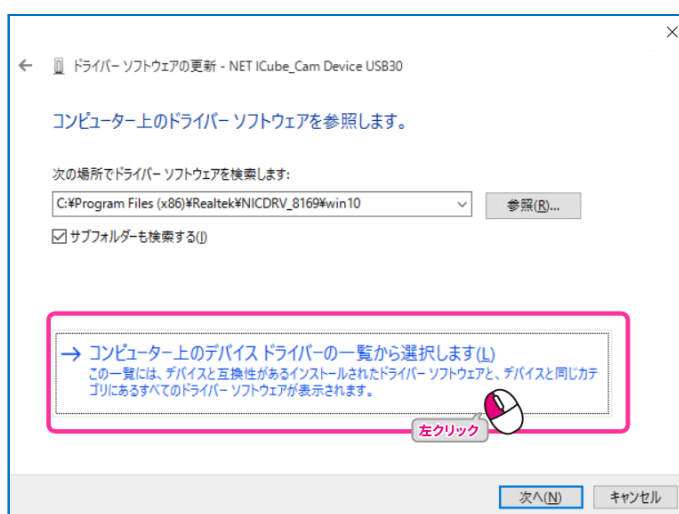 ドライバー ソフトウェアの更新 - NET ICube_Cam Device USB30
コンピューター上のドライバー ソフトウェアを参照します。
次の場所でドライバー ソフトウェアを検索します:
C:¥Program Files (x86)¥Realtek¥NICDRV_8169¥win10
参照(R)...
サブフォルダーも検索する(I)
コンピューター上のデバイス ドライバーの一覧から選択します(L)
この一覧には、デバイスと互換性があるインストールされたドライバー ソフトウェアと、デバイスと同じカテ
ゴリにあるすべてのドライバー ソフトウェアが表示されます。
左クリック
次へ(N)
キャンセル